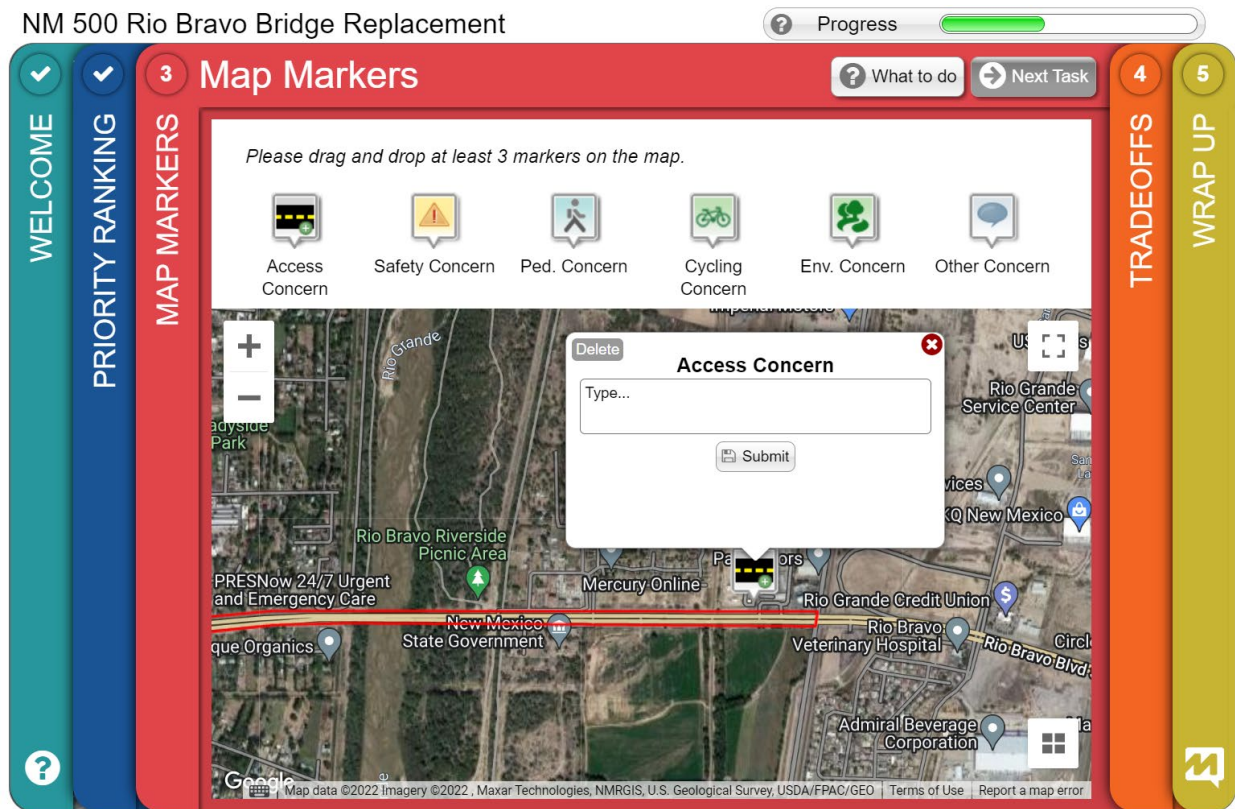 NM 500 Rio Bravo Bridge Replacement
? Progress
WELCOME
?
PRIORITY RANKING
3
MAP MARKERS
Map Markers
? What to do
Next Task
4
TRADEOFFS
5
WRAP UP
Please drag and drop at least 3 markers on the map.
Access
Concern
Safety Concern
Ped. Concern
Cycling
Concern
Env. Concern
Other Concern
+
−
Rio Grande
Delete
Access Concern
Type...
Submit
Rio Grande
Service Center
Park
KQ New Mexico
Rio Bravo Riverside
Picnic Area
PRESNow 24/7 Urgent
and Emergency Care
Mercury Online
Rio Grande Credit Union
$
New Mexico
State Government
que Organics
Rio Bravo
Veterinary Hospital
Rio Bravo Blvd
Circl
Admiral Beverage
Corporation
Google
Map data ©2022 Imagery ©2022 , Maxar Technologies, NMRGIS, U.S. Geological Survey, USDA/FPAC/GEO
Terms of Use
Report a map error